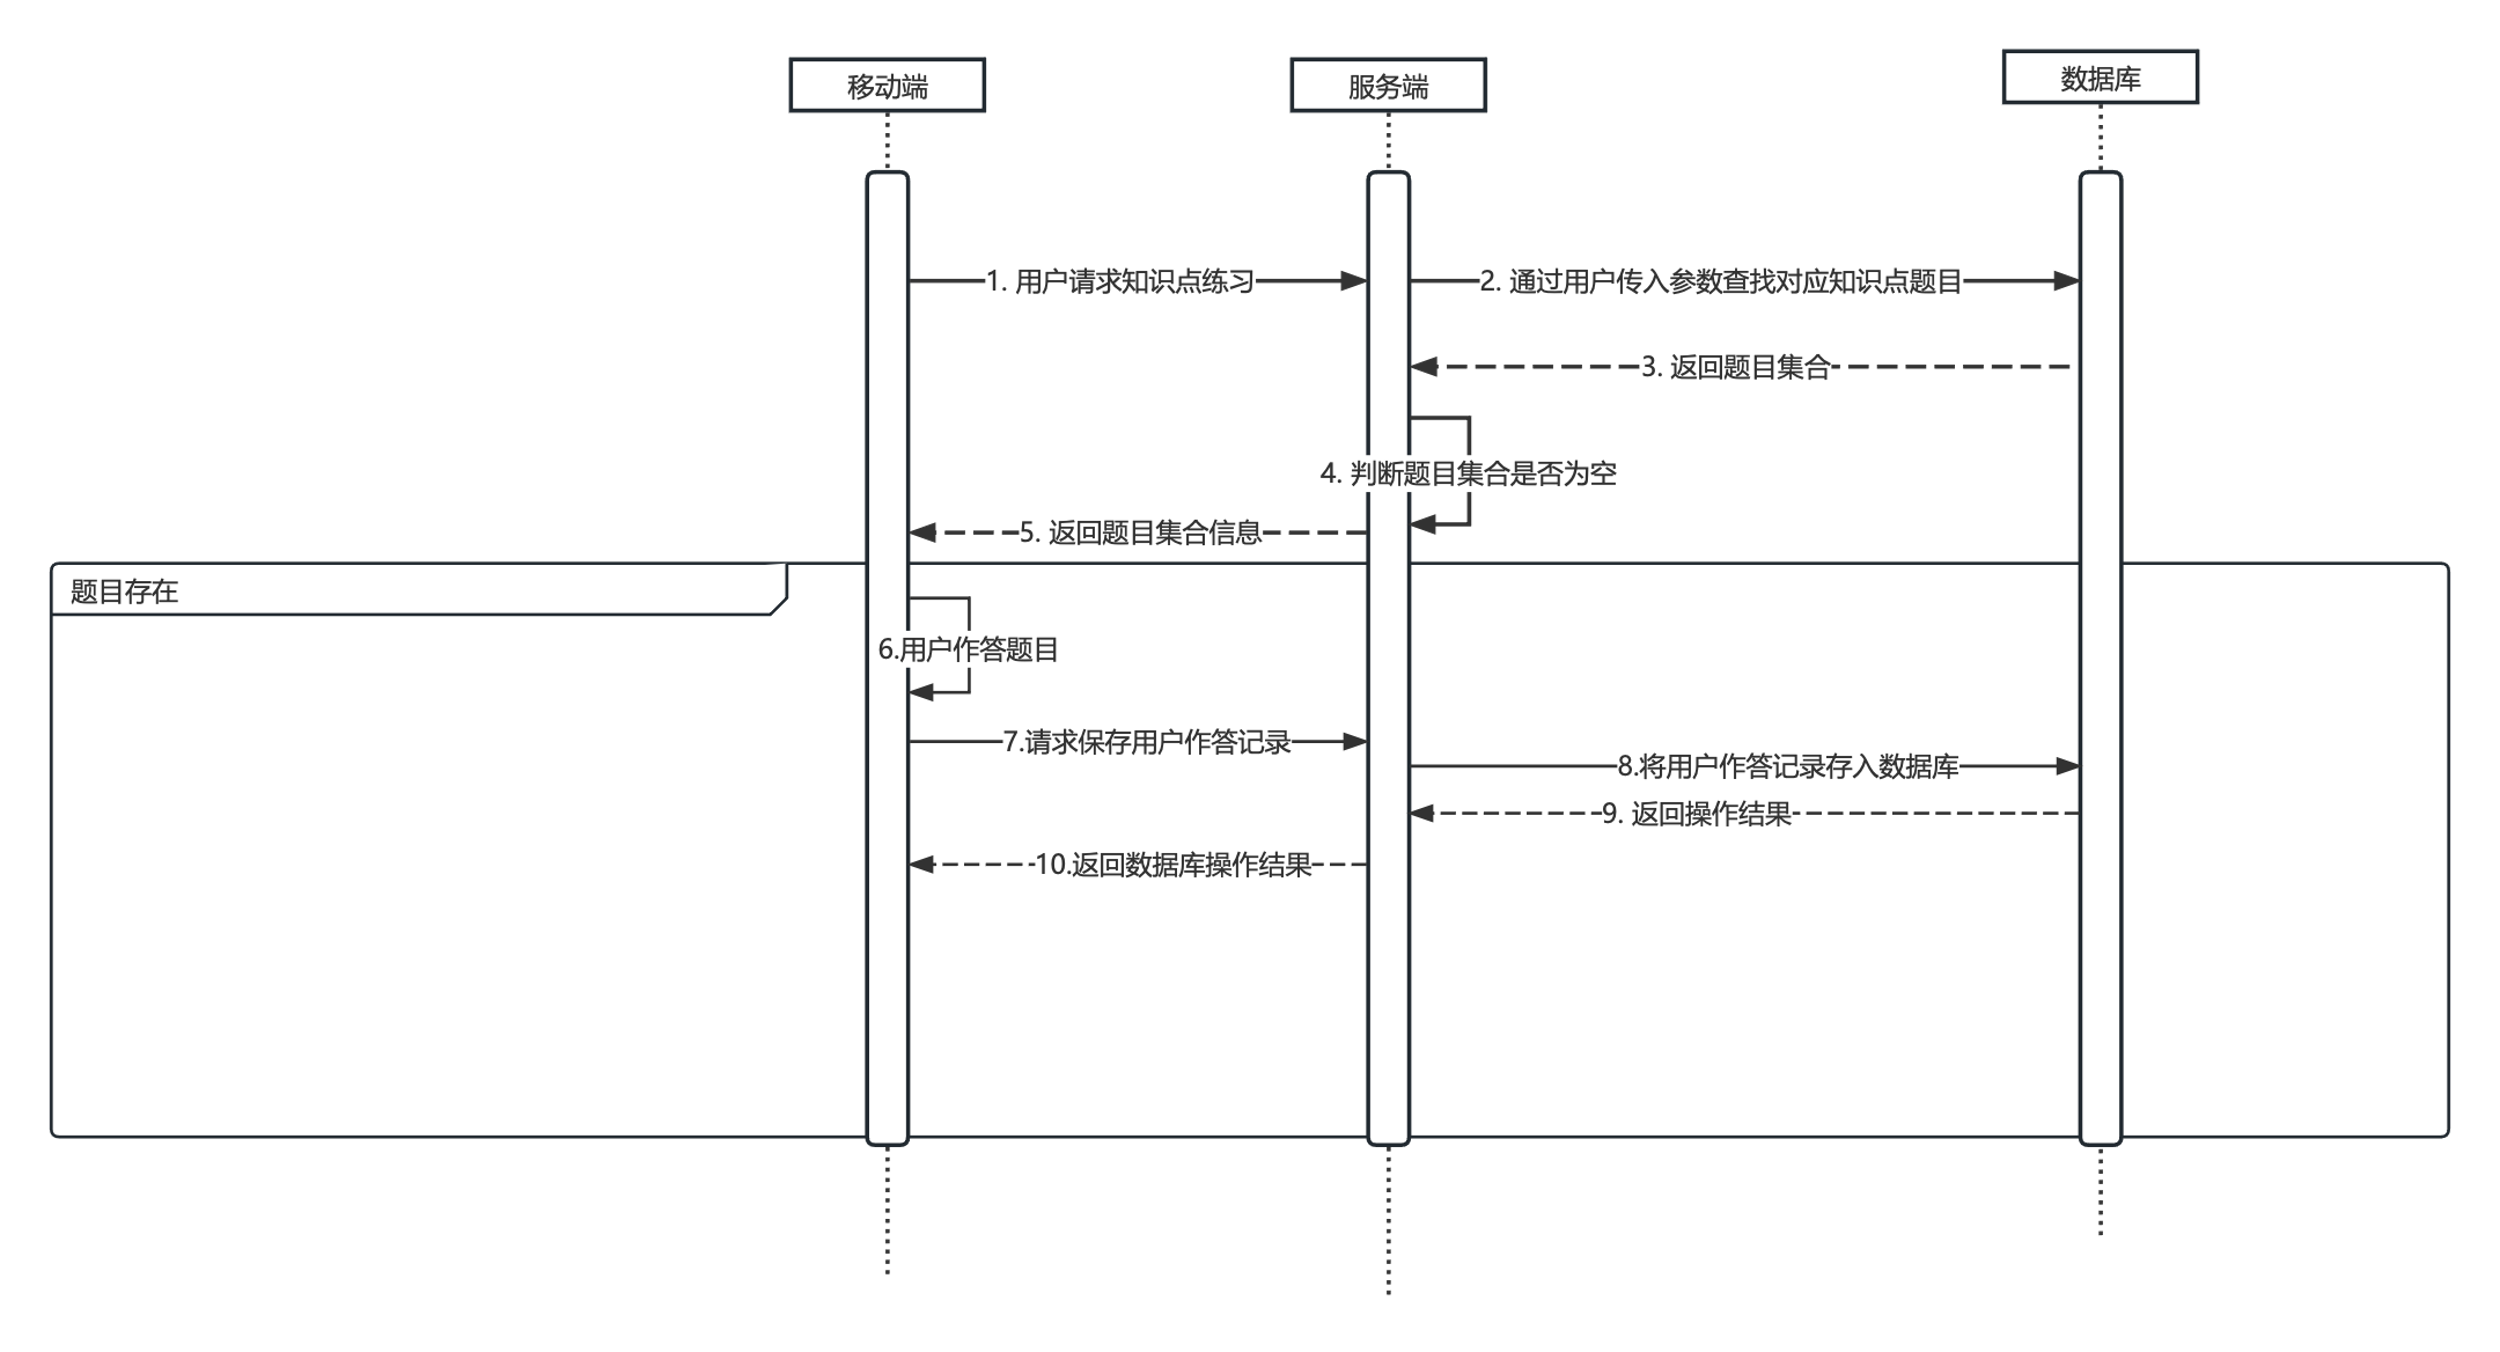 移动端
服务端
数据库
1. 用户请求知识点练习
2. 通过用户传入参数查找对应知识点题目
3. 返回题目集合
4. 判断题目集合是否为空
5. 返回题目集合信息
题目存在
6.用户作答题目
7.请求保存用户作答记录
8.将用户作答记录存入数据库
9. 返回操作结果
10.返回数据库操作结果